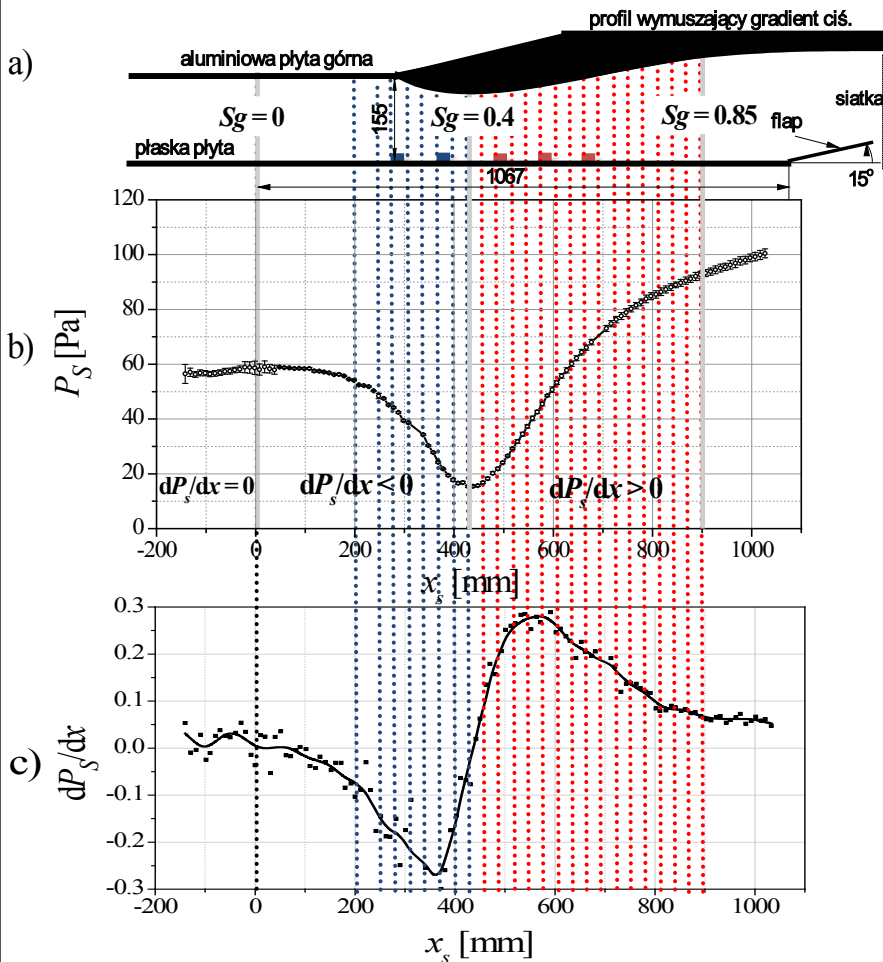 profil wymuszający gradient ciś.
a)
aluminiowa płyta górna
siatka
Sg = 0
155
Sg = 0.4
Sg = 0.85
flap
płaska płyta
1067
15°
b)
P_S [Pa]
120
100
80
60
40
20
0
dP_s/dx = 0
dP_s/dx < 0
dP_s/dx > 0
-200
0
200
400
600
800
1000
x_s [mm]
c)
dP_S/dx
0.3
0.2
0.1
0.0
-0.1
-0.2
-0.3
-200
0
200
400
600
800
1000
x_s [mm]